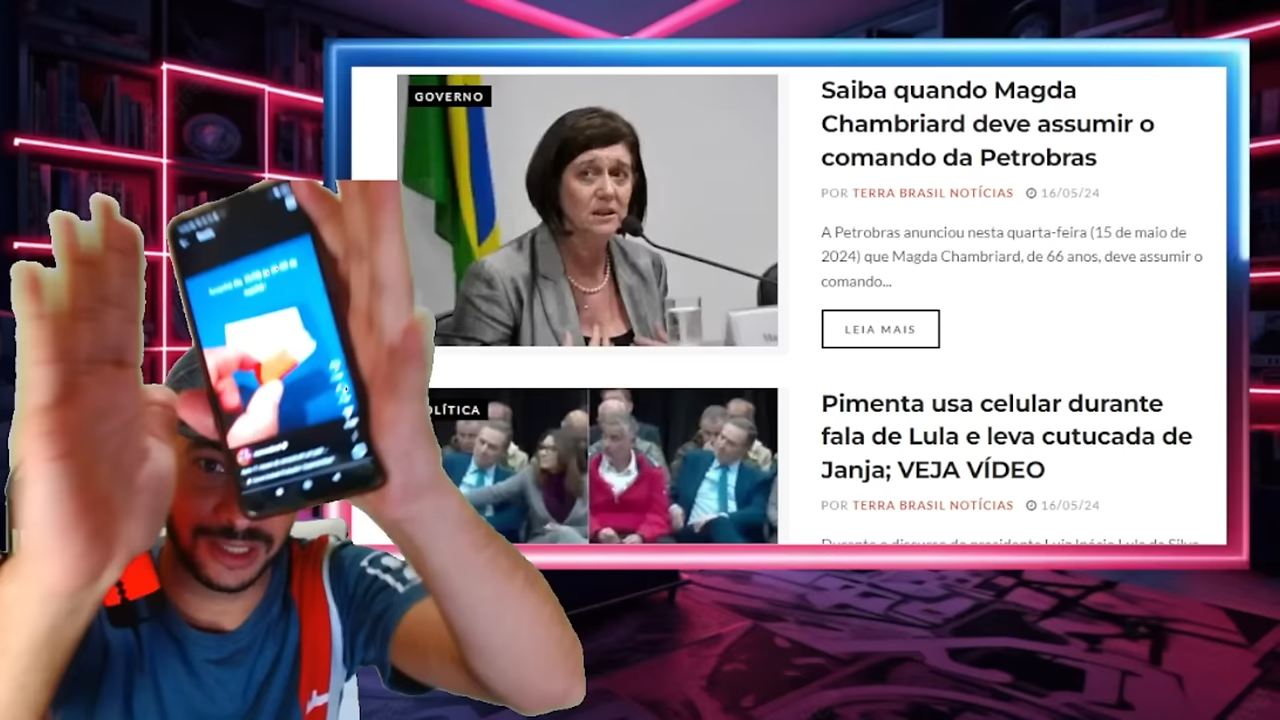 GOVERNO
Saiba quando Magda
Chambriard deve assumir o
comando da Petrobras
POR TERRA BRASIL NOTÍCIAS 16/05/24
A Petrobras anunciou nesta quarta-feira (15 de maio de
2024) que Magda Chambriard, de 66 anos, deve assumir o
comando...
LEIA MAIS
OLÍTICA
Pimenta usa celular durante
fala de Lula e leva cutucada de
Janja; VEJA VÍDEO
POR TERRA BRASIL NOTÍCIAS 16/05/24